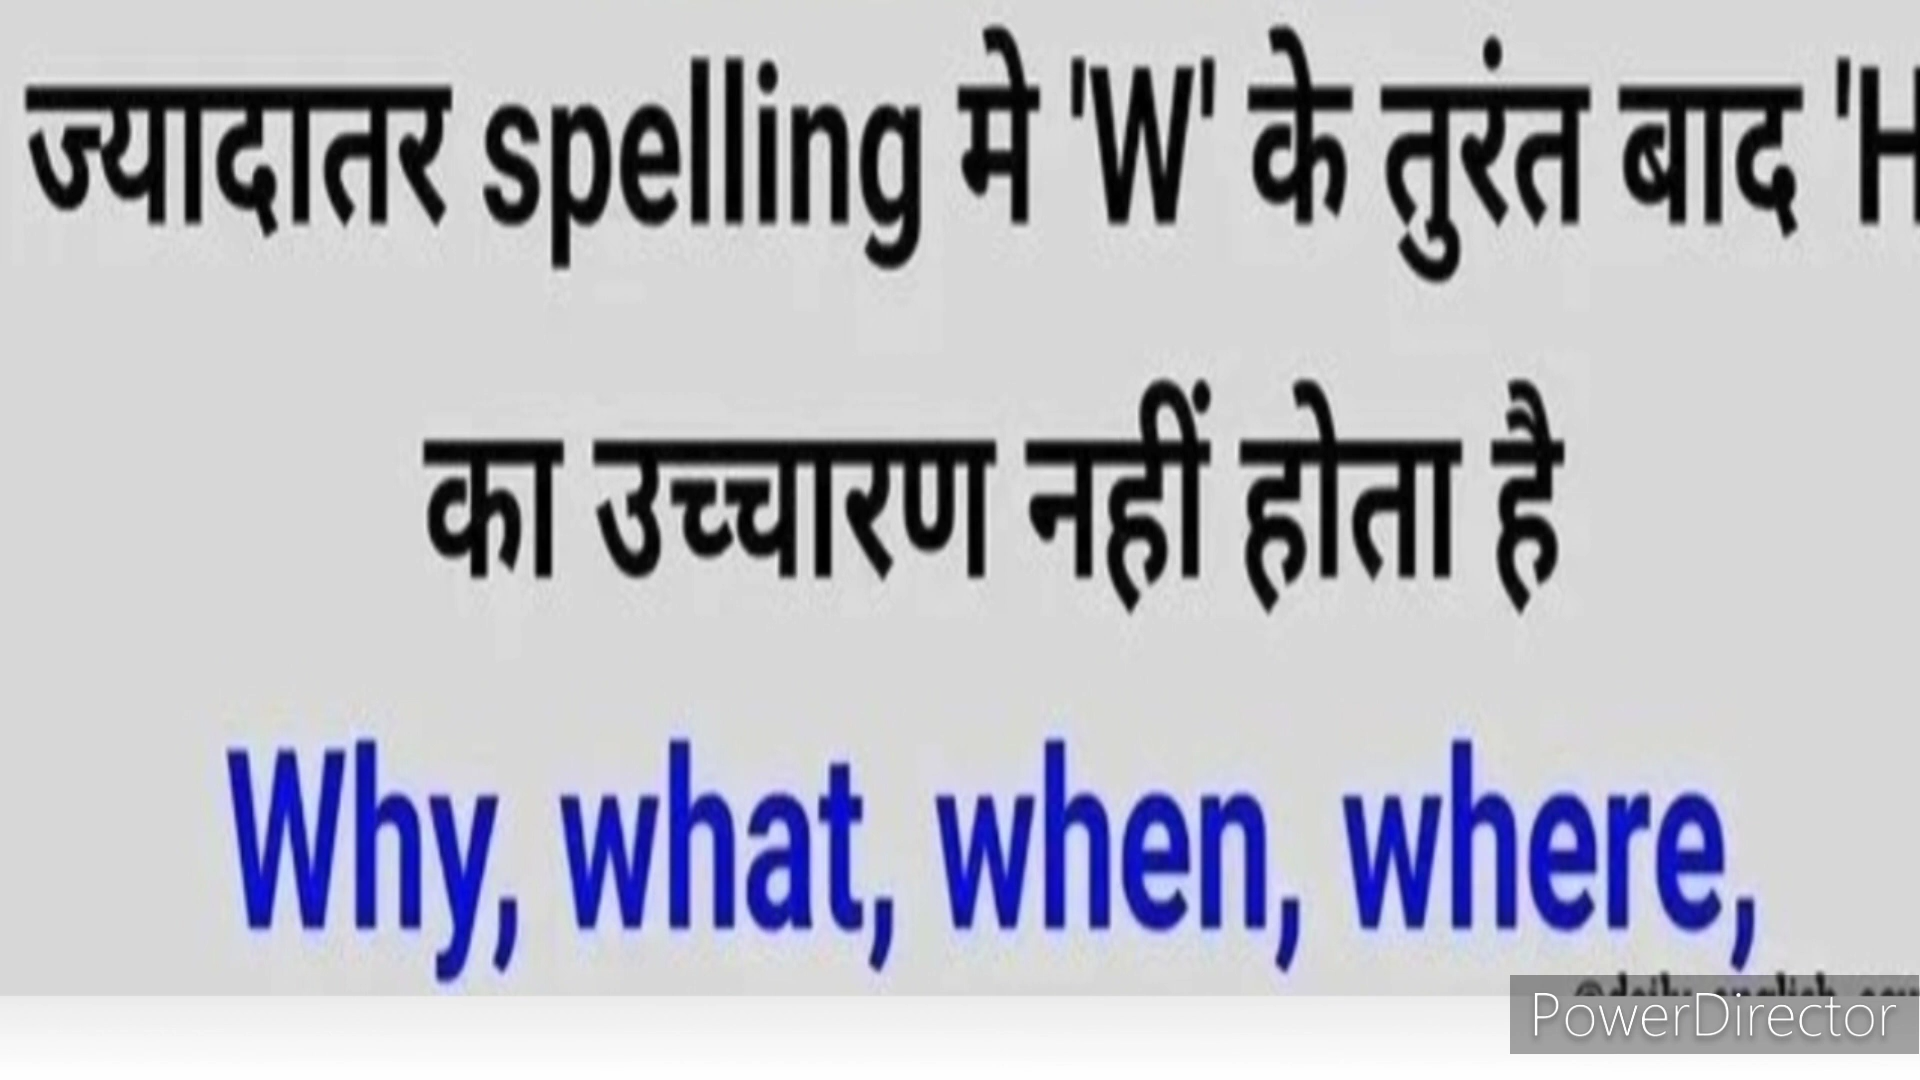 ज्यादातर spelling मे 'W' के तुरंत बाद 'H
का उच्चारण नहीं होता है
Why, what, when, where,
PowerDirector